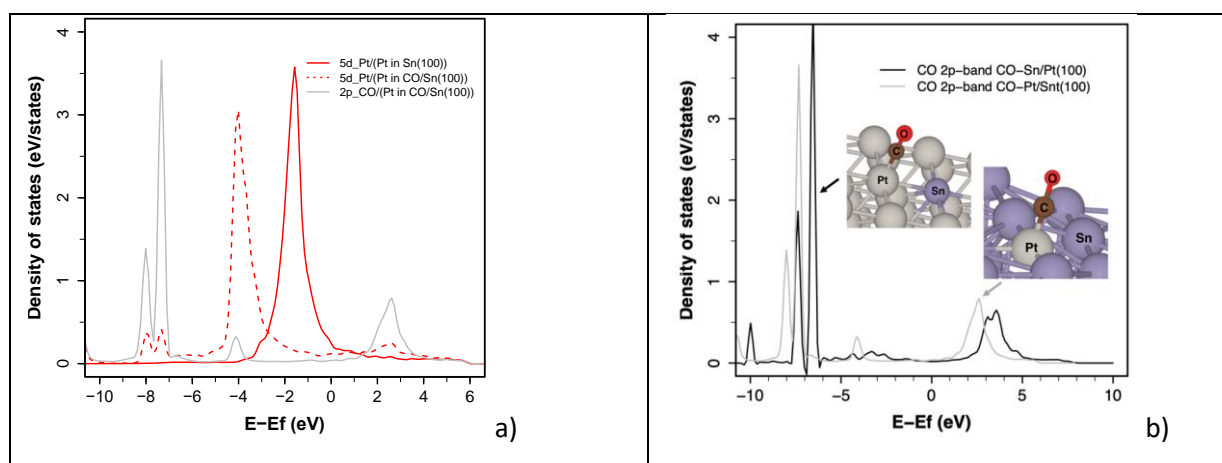 Density of states (eV/states)
4
3
2
1
0
5d_Pt/(Pt in Sn(100))
5d_Pt/(Pt in CO/Sn(100))
2p_CO/(Pt in CO/Sn(100))
−10 −8 −6 −4 −2 0 2 4 6
E−Ef (eV)
a)
Density of states (eV/states)
4
3
2
1
0
CO 2p−band CO−Sn/Pt(100)
CO 2p−band CO−Pt/Snt(100)
O
C
Pt
Sn
O
C
Sn
Pt
−10 −5 0 5 10
E−Ef (eV)
b)